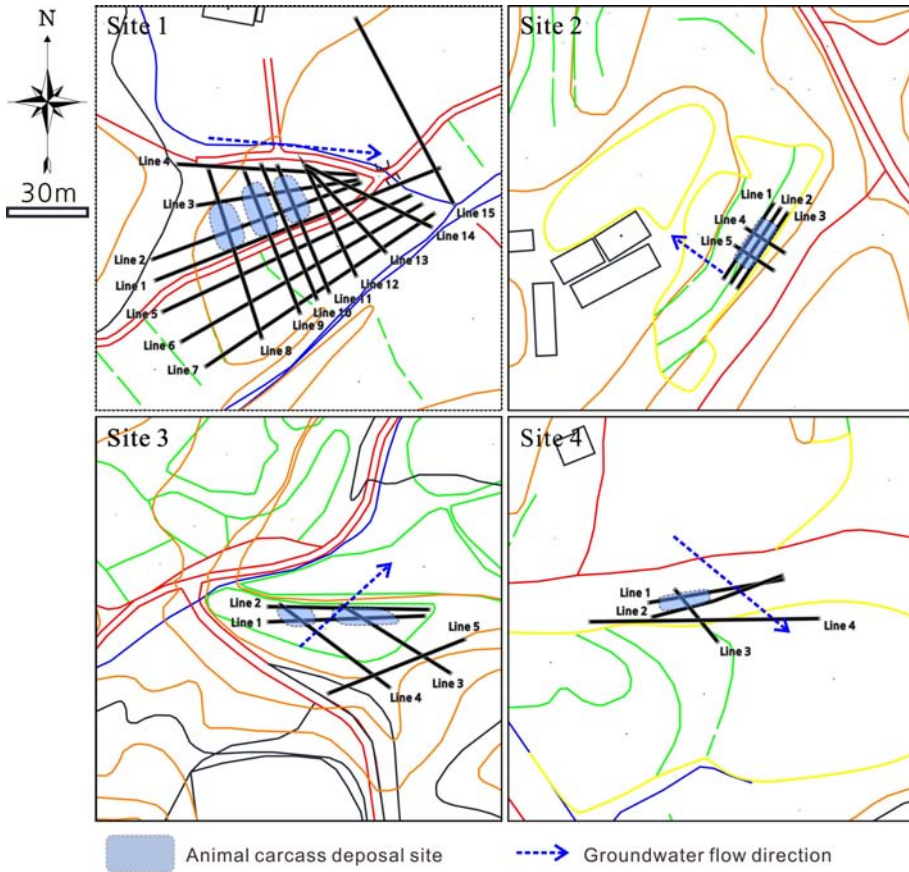 N
30m
Site 1
Line 4
Line 3
Line 2
Line 1
Line 5
Line 6
Line 7
Line 8
Line 9
Line 10
Line 11
Line 12
Line 13
Line 14
Line 15
Site 2
Line 1
Line 2
Line 3
Line 4
Line 5
Site 3
Line 2
Line 1
Line 5
Line 3
Line 4
Site 4
Line 1
Line 2
Line 4
Line 3
Animal carcass deposal site
Groundwater flow direction